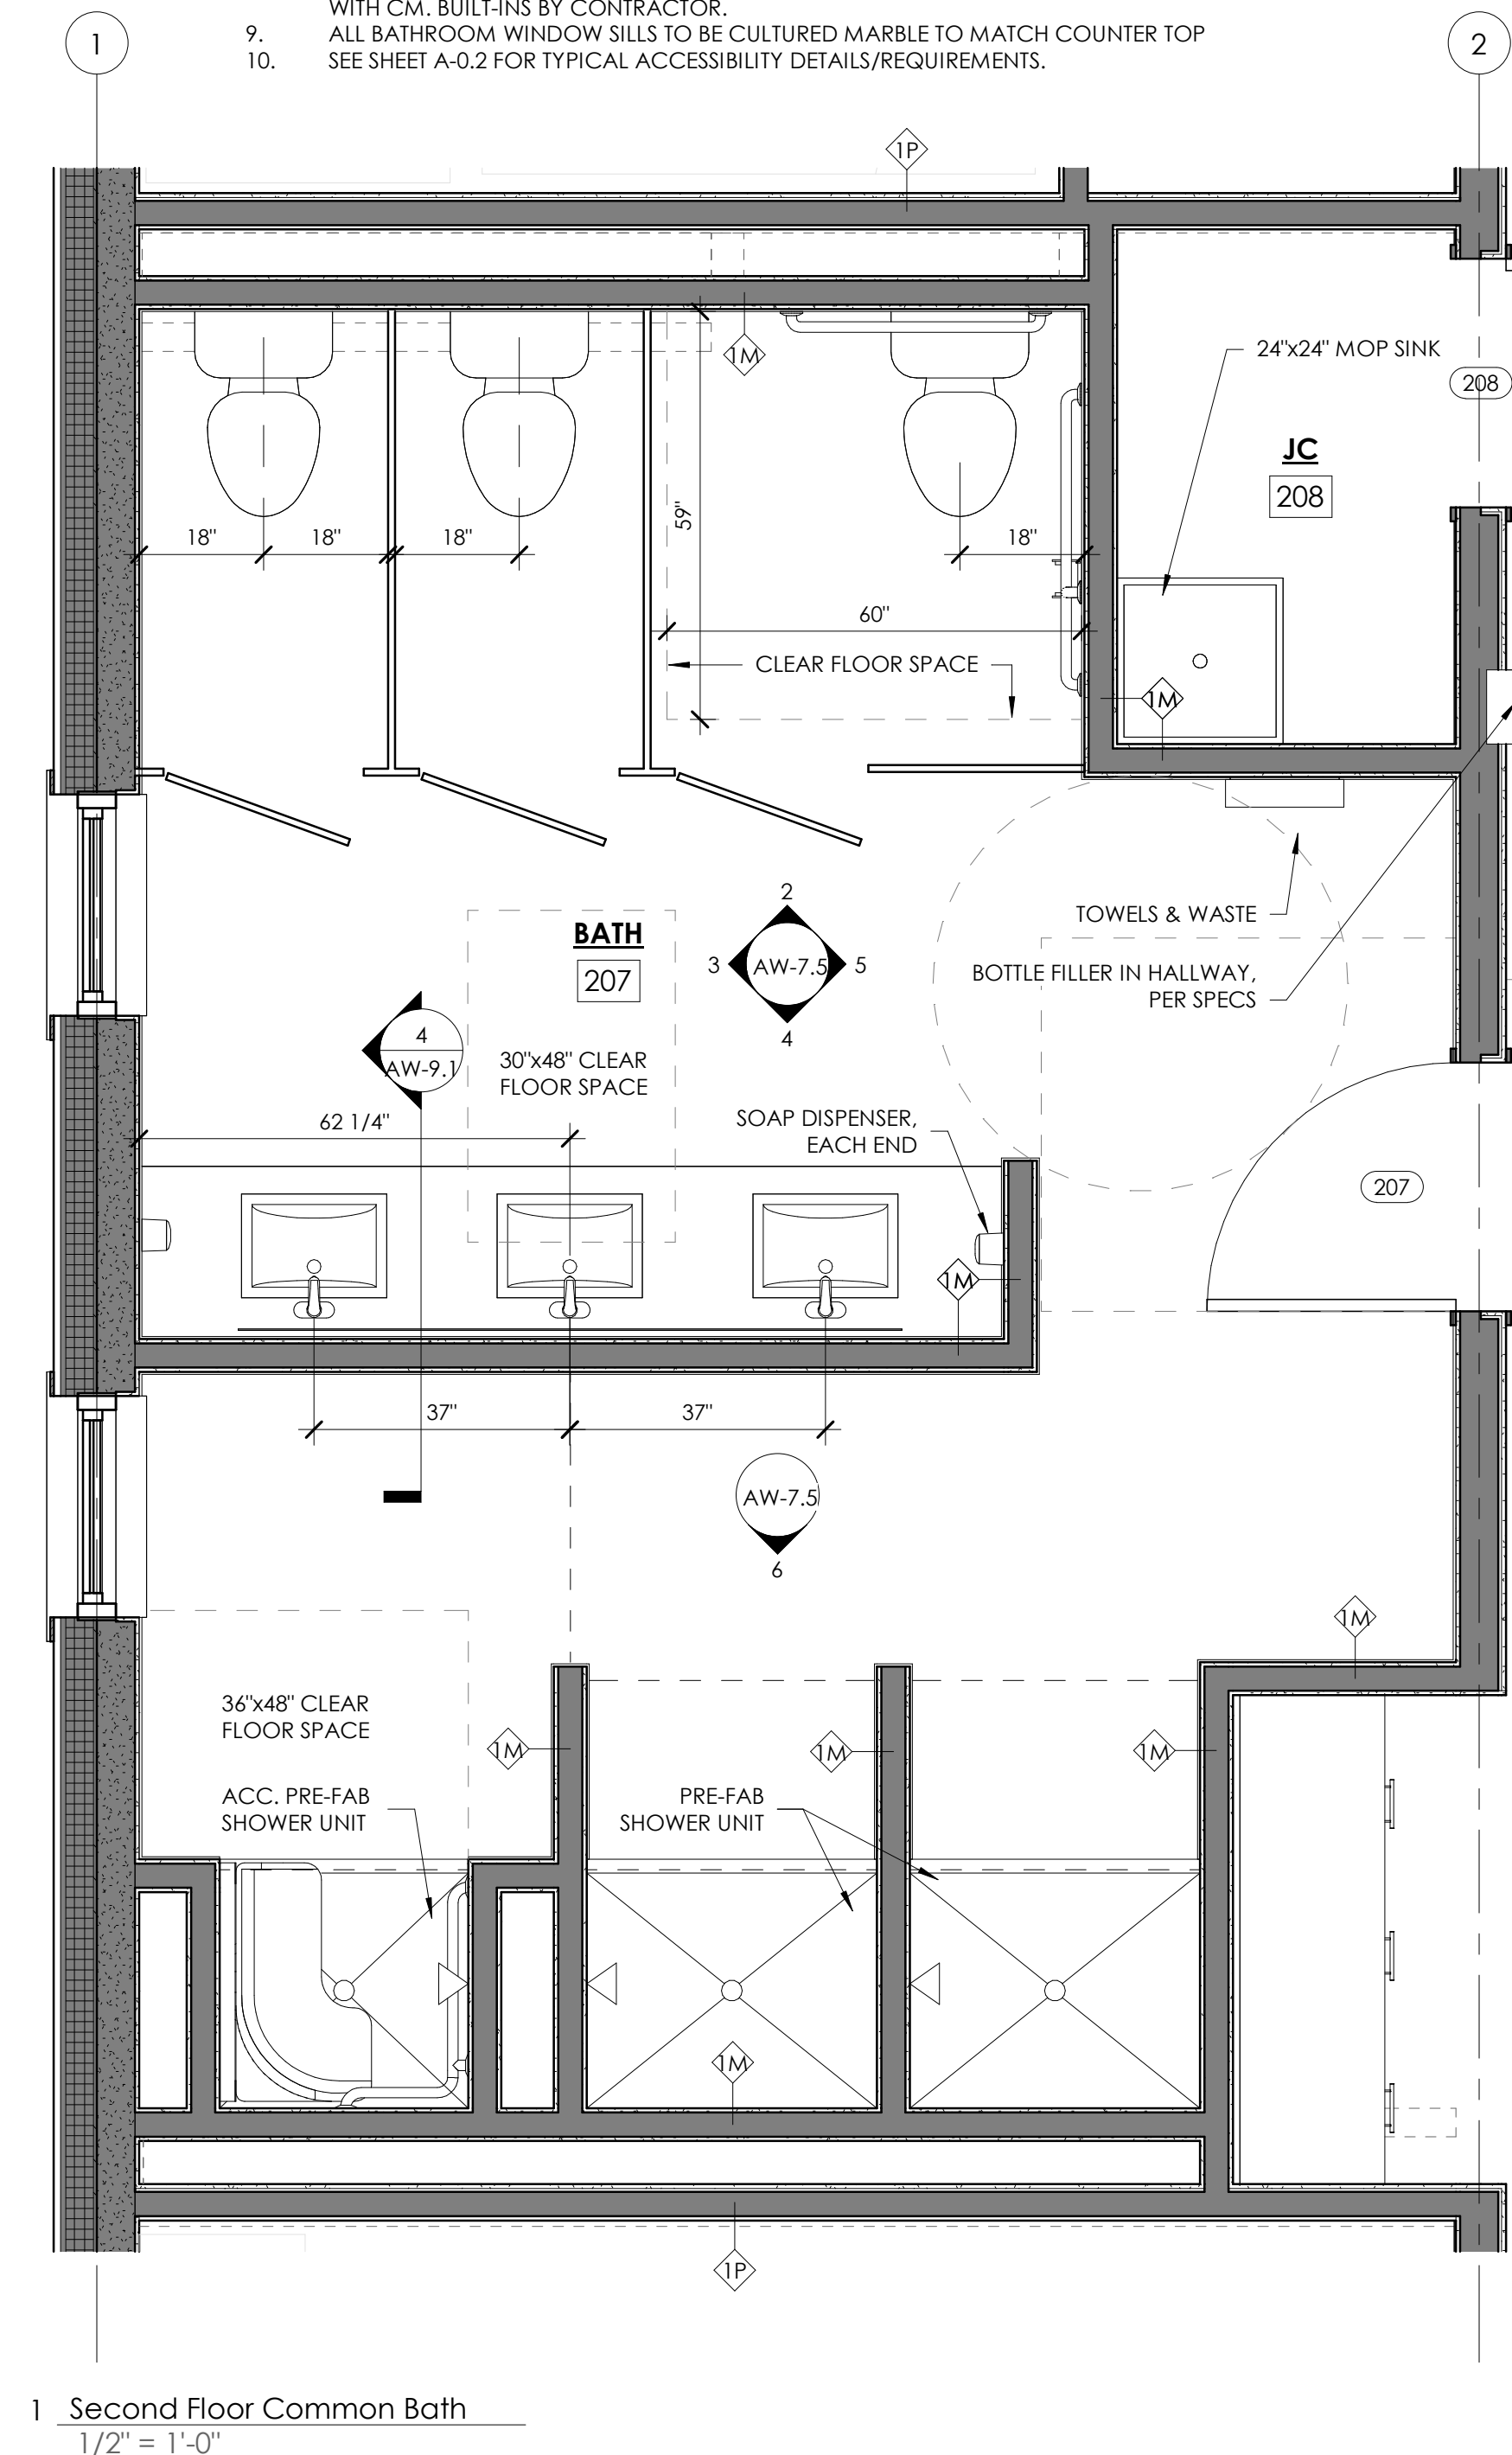 WITH CM. BUILT-INS BY CONTRACTOR.
9. ALL BATHROOM WINDOW SILLS TO BE CULTURED MARBLE TO MATCH COUNTER TOP
10. SEE SHEET A-0.2 FOR TYPICAL ACCESSIBILITY DETAILS/REQUIREMENTS.
1
2
1P
1M
24"x24" MOP SINK
208
JC
208
18"
18"
18"
59"
18"
60"
CLEAR FLOOR SPACE
1M
2
3
AW-7.5
5
4
BATH
207
TOWELS & WASTE
BOTTLE FILLER IN HALLWAY,
PER SPECS
4
AW-9.1
30"x48" CLEAR
FLOOR SPACE
62 1/4"
SOAP DISPENSER,
EACH END
207
1M
37"
37"
AW-7.5
6
1M
36"x48" CLEAR
FLOOR SPACE
1M
1M
1M
ACC. PRE-FAB
SHOWER UNIT
PRE-FAB
SHOWER UNIT
1M
1P
1 Second Floor Common Bath
1/2" = 1'-0"